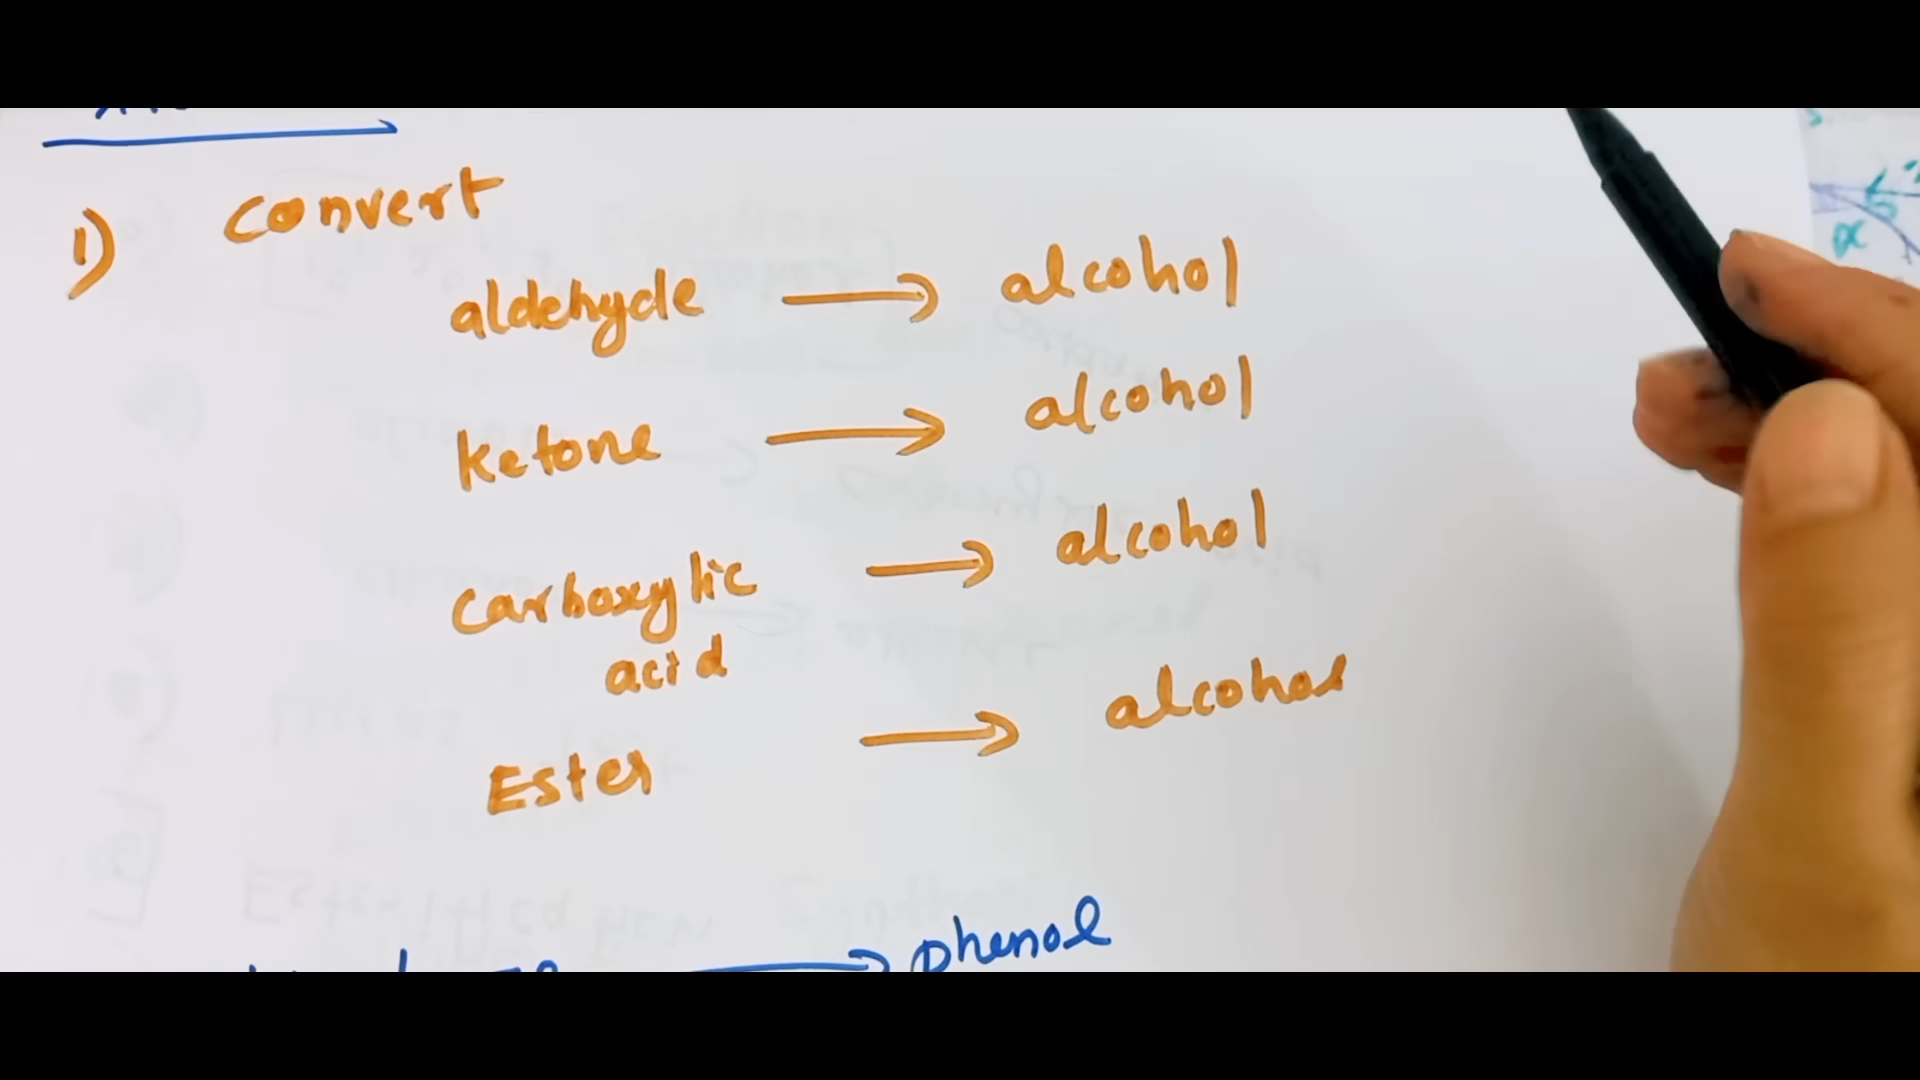 1) convert
aldehyde → alcohol
ketone → alcohol
carboxylic → alcohol
acid
Ester → alcohol
→ phenol